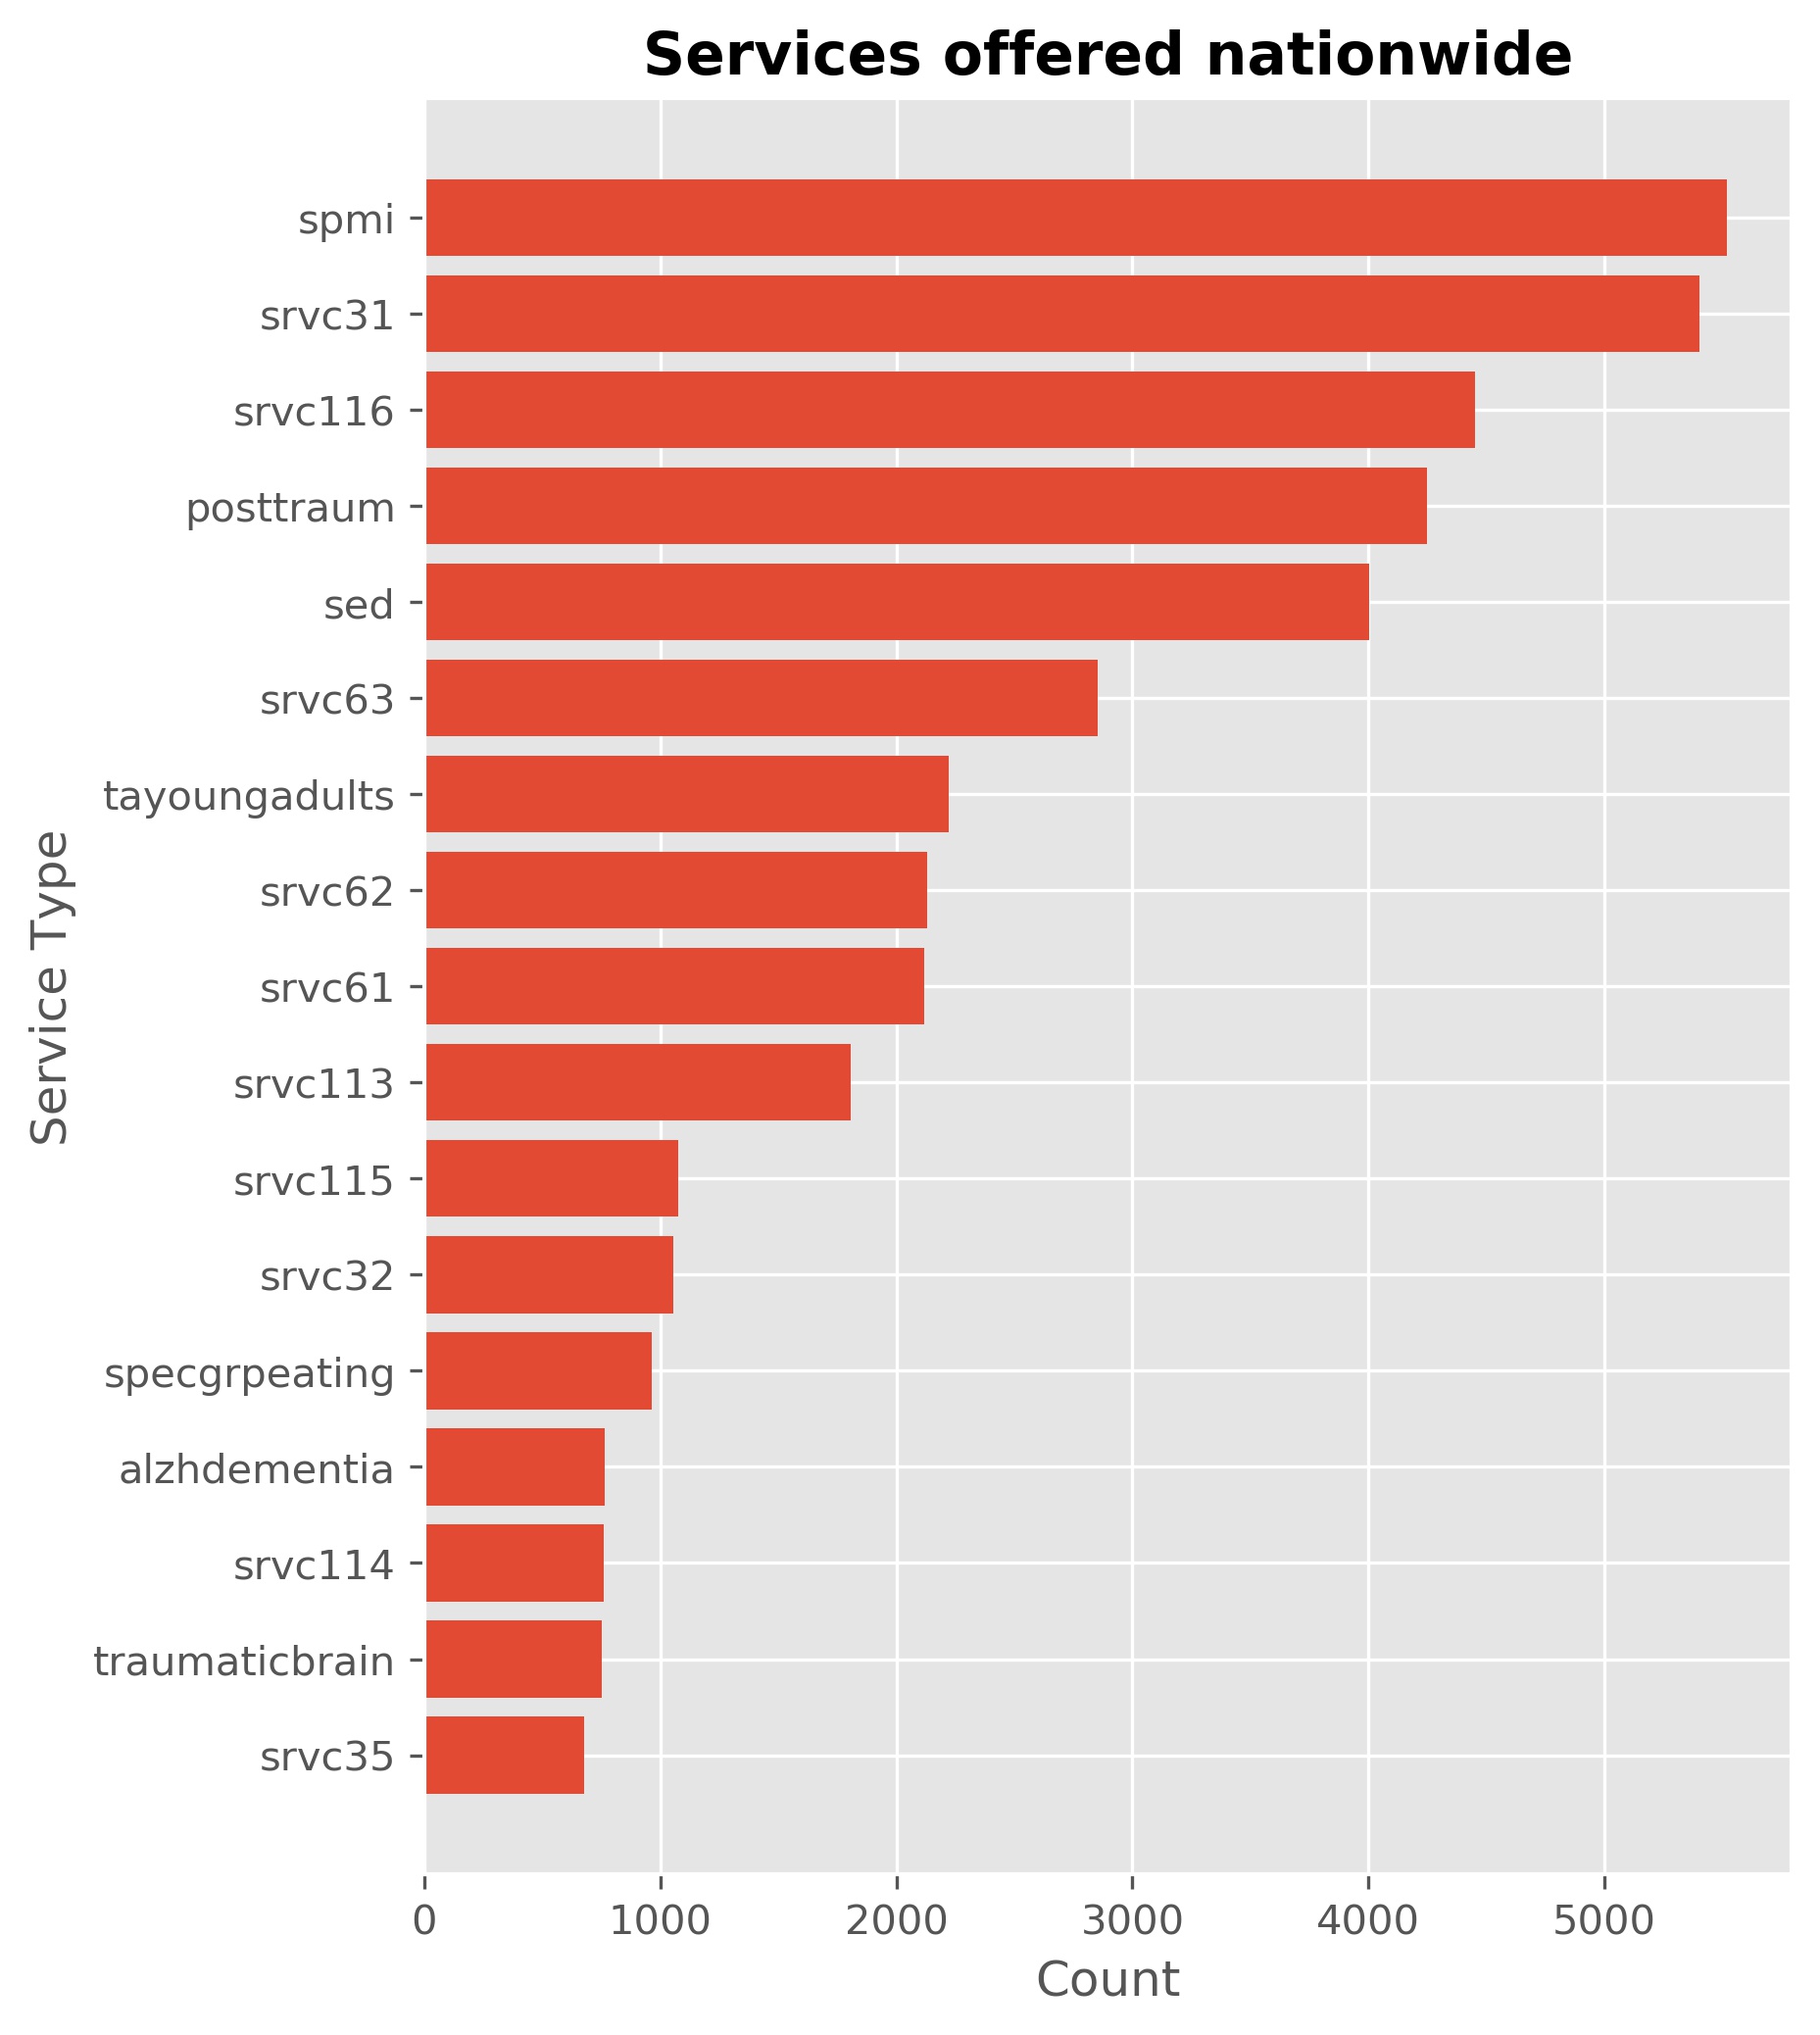 Services offered nationwide
spmi
srvc31
srvc116
posttraum
sed
srvc63
tayoungadults
srvc62
srvc61
srvc113
srvc115
srvc32
specgrpeating
alzhdementia
srvc114
traumaticbrain
srvc35
Service Type
0 1000 2000 3000 4000 5000
Count